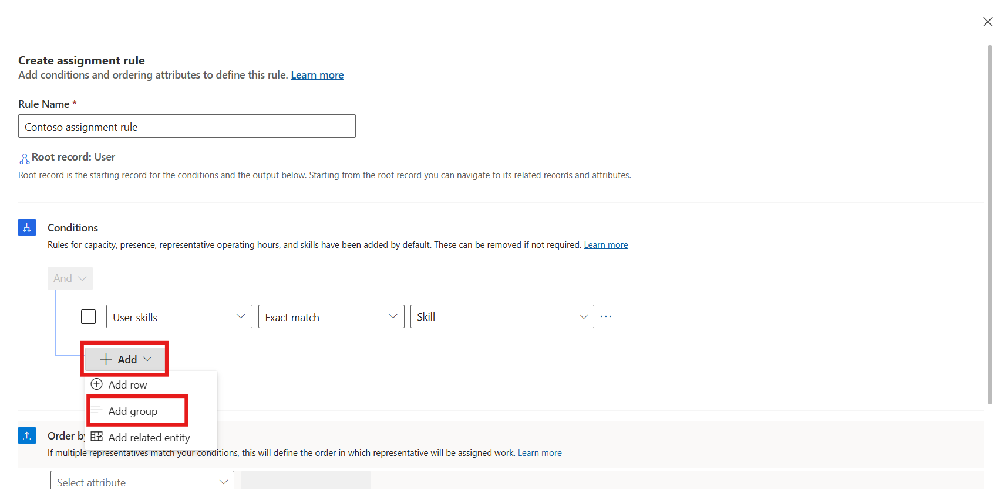 Create assignment rule
Add conditions and ordering attributes to define this rule. Learn more
Rule Name *
Contoso assignment rule
Root record: User
Root record is the starting record for the conditions and the output below. Starting from the root record you can navigate to its related records and attributes.
Conditions
Rules for capacity, presence, representative operating hours, and skills have been added by default. These can be removed if not required. Learn more
And
User skills Exact match Skill ...
Add
Add row
Add group
Add related entity
Order by
If multiple representatives match your conditions, this will define the order in which representative will be assigned work. Learn more
Select attribute